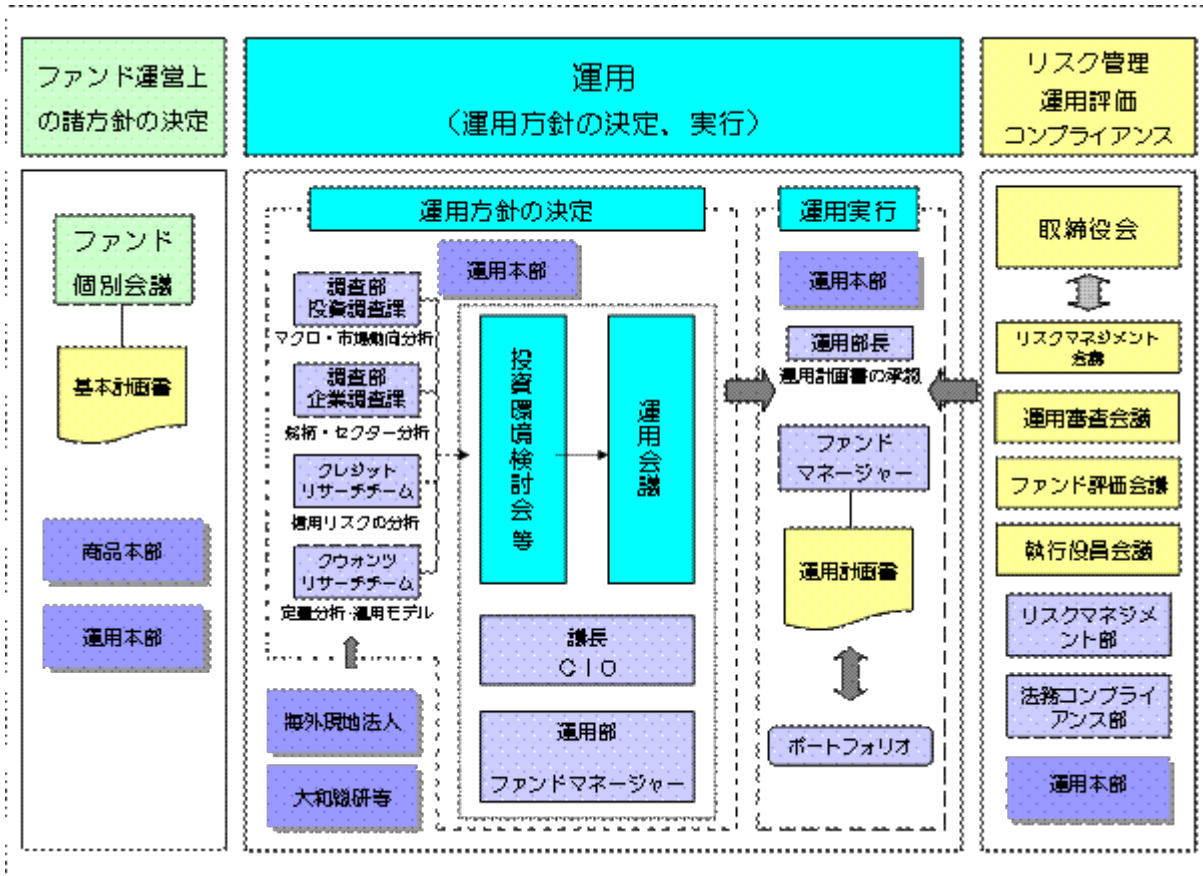 ファンド運営上
の諸方針の決定
運用
(運用方針の決定、実行)
リスク管理
運用評価
コンプライアンス
ファンド
個別会議
基本計画書
商品本部
運用本部
運用方針の決定
運用本部
調査部
投資調査課
マクロ・市場動向分析
調査部
企業調査課
銘柄・セクター分析
クレジット
リサーチチーム
信用リスクの分析
クウォンツ
リサーチチーム
定量分析・運用モデル
海外現地法人
大和総研等
投資環境検討会 等
運用会議
議長
CIO
運用部
ファンドマネージャー
運用実行
運用本部
運用部長
運用計画書の承認
ファンド
マネージャー
運用計画書
ポートフォリオ
取締役会
リスクマネジメント
会議
運用審査会議
ファンド評価会議
執行役員会議
リスクマネジメ
ント部
法務コンプライ
アンス部
運用本部